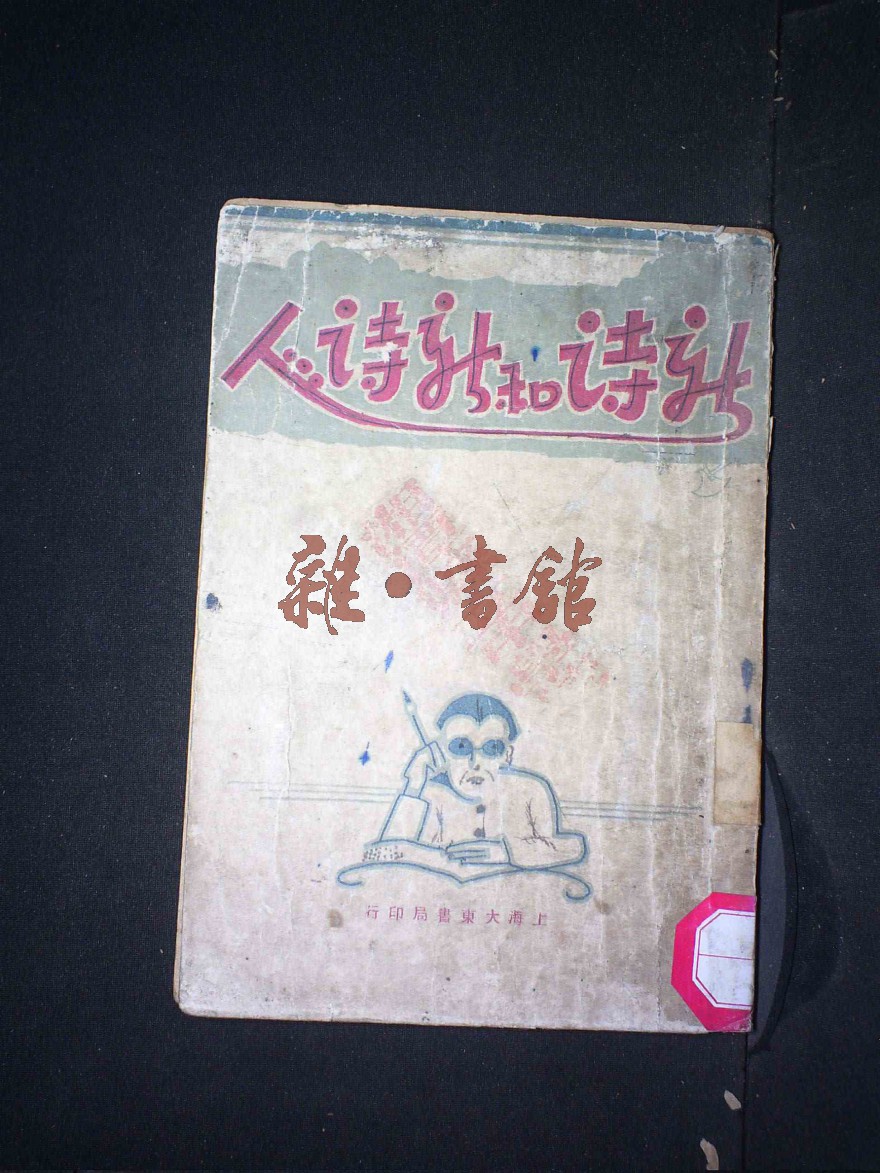 新詩和新詩人
雜•書館
上海大東書局印行